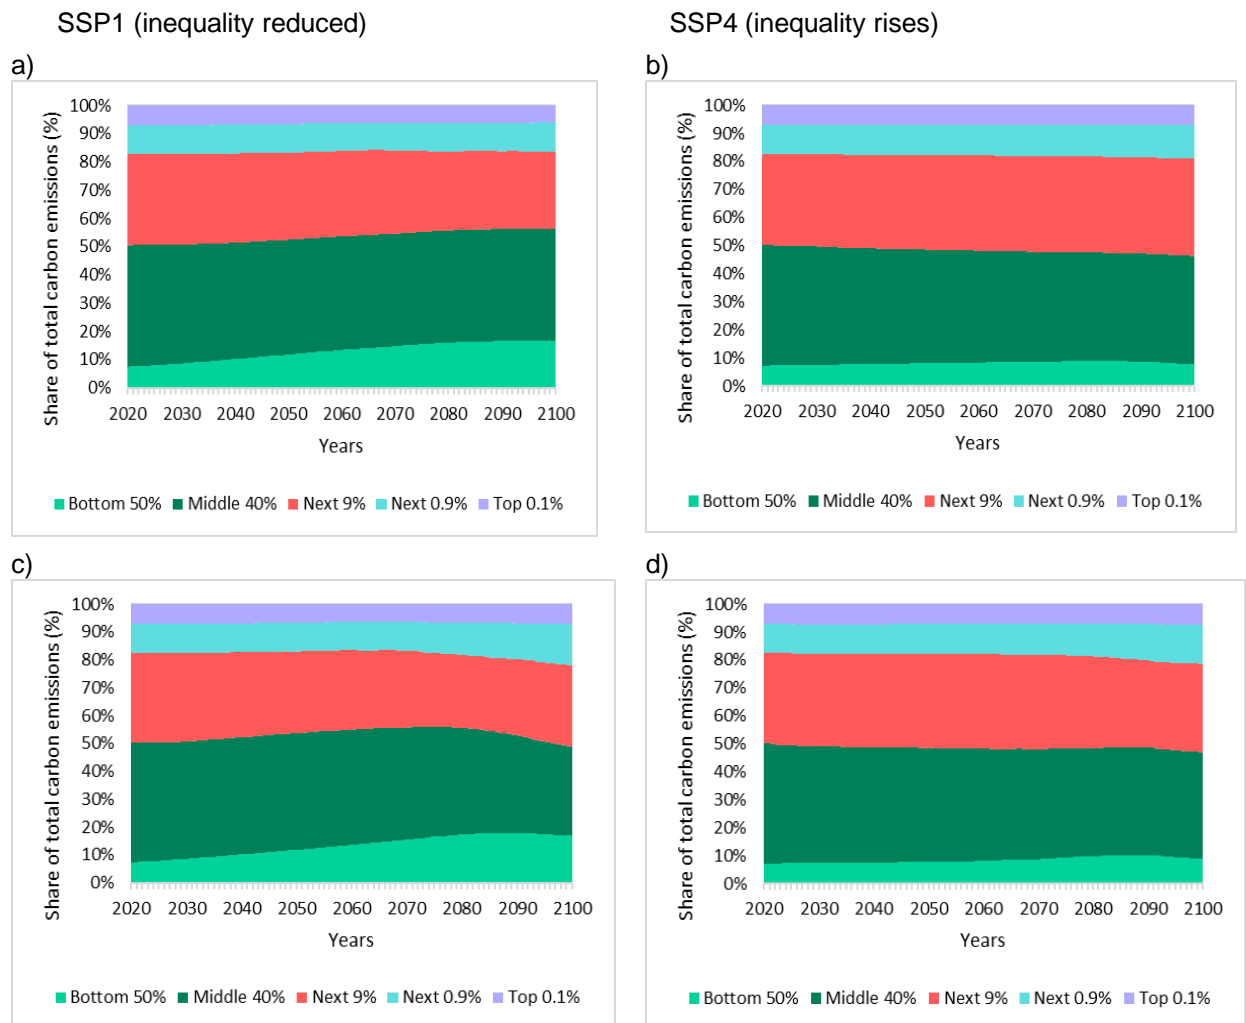 SSP1 (inequality reduced)
SSP4 (inequality rises)
a)
Share of total carbon emissions (%)
100%
90%
80%
70%
60%
50%
40%
30%
20%
10%
0%
2020 2030 2040 2050 2060 2070 2080 2090 2100
Years
Bottom 50% Middle 40% Next 9% Next 0.9% Top 0.1%
b)
Share of total carbon emissions (%)
100%
90%
80%
70%
60%
50%
40%
30%
20%
10%
0%
2020 2030 2040 2050 2060 2070 2080 2090 2100
Years
Bottom 50% Middle 40% Next 9% Next 0.9% Top 0.1%
c)
Share of total carbon emissions (%)
100%
90%
80%
70%
60%
50%
40%
30%
20%
10%
0%
2020 2030 2040 2050 2060 2070 2080 2090 2100
Years
Bottom 50% Middle 40% Next 9% Next 0.9% Top 0.1%
d)
Share of total carbon emissions (%)
100%
90%
80%
70%
60%
50%
40%
30%
20%
10%
0%
2020 2030 2040 2050 2060 2070 2080 2090 2100
Years
Bottom 50% Middle 40% Next 9% Next 0.9% Top 0.1%